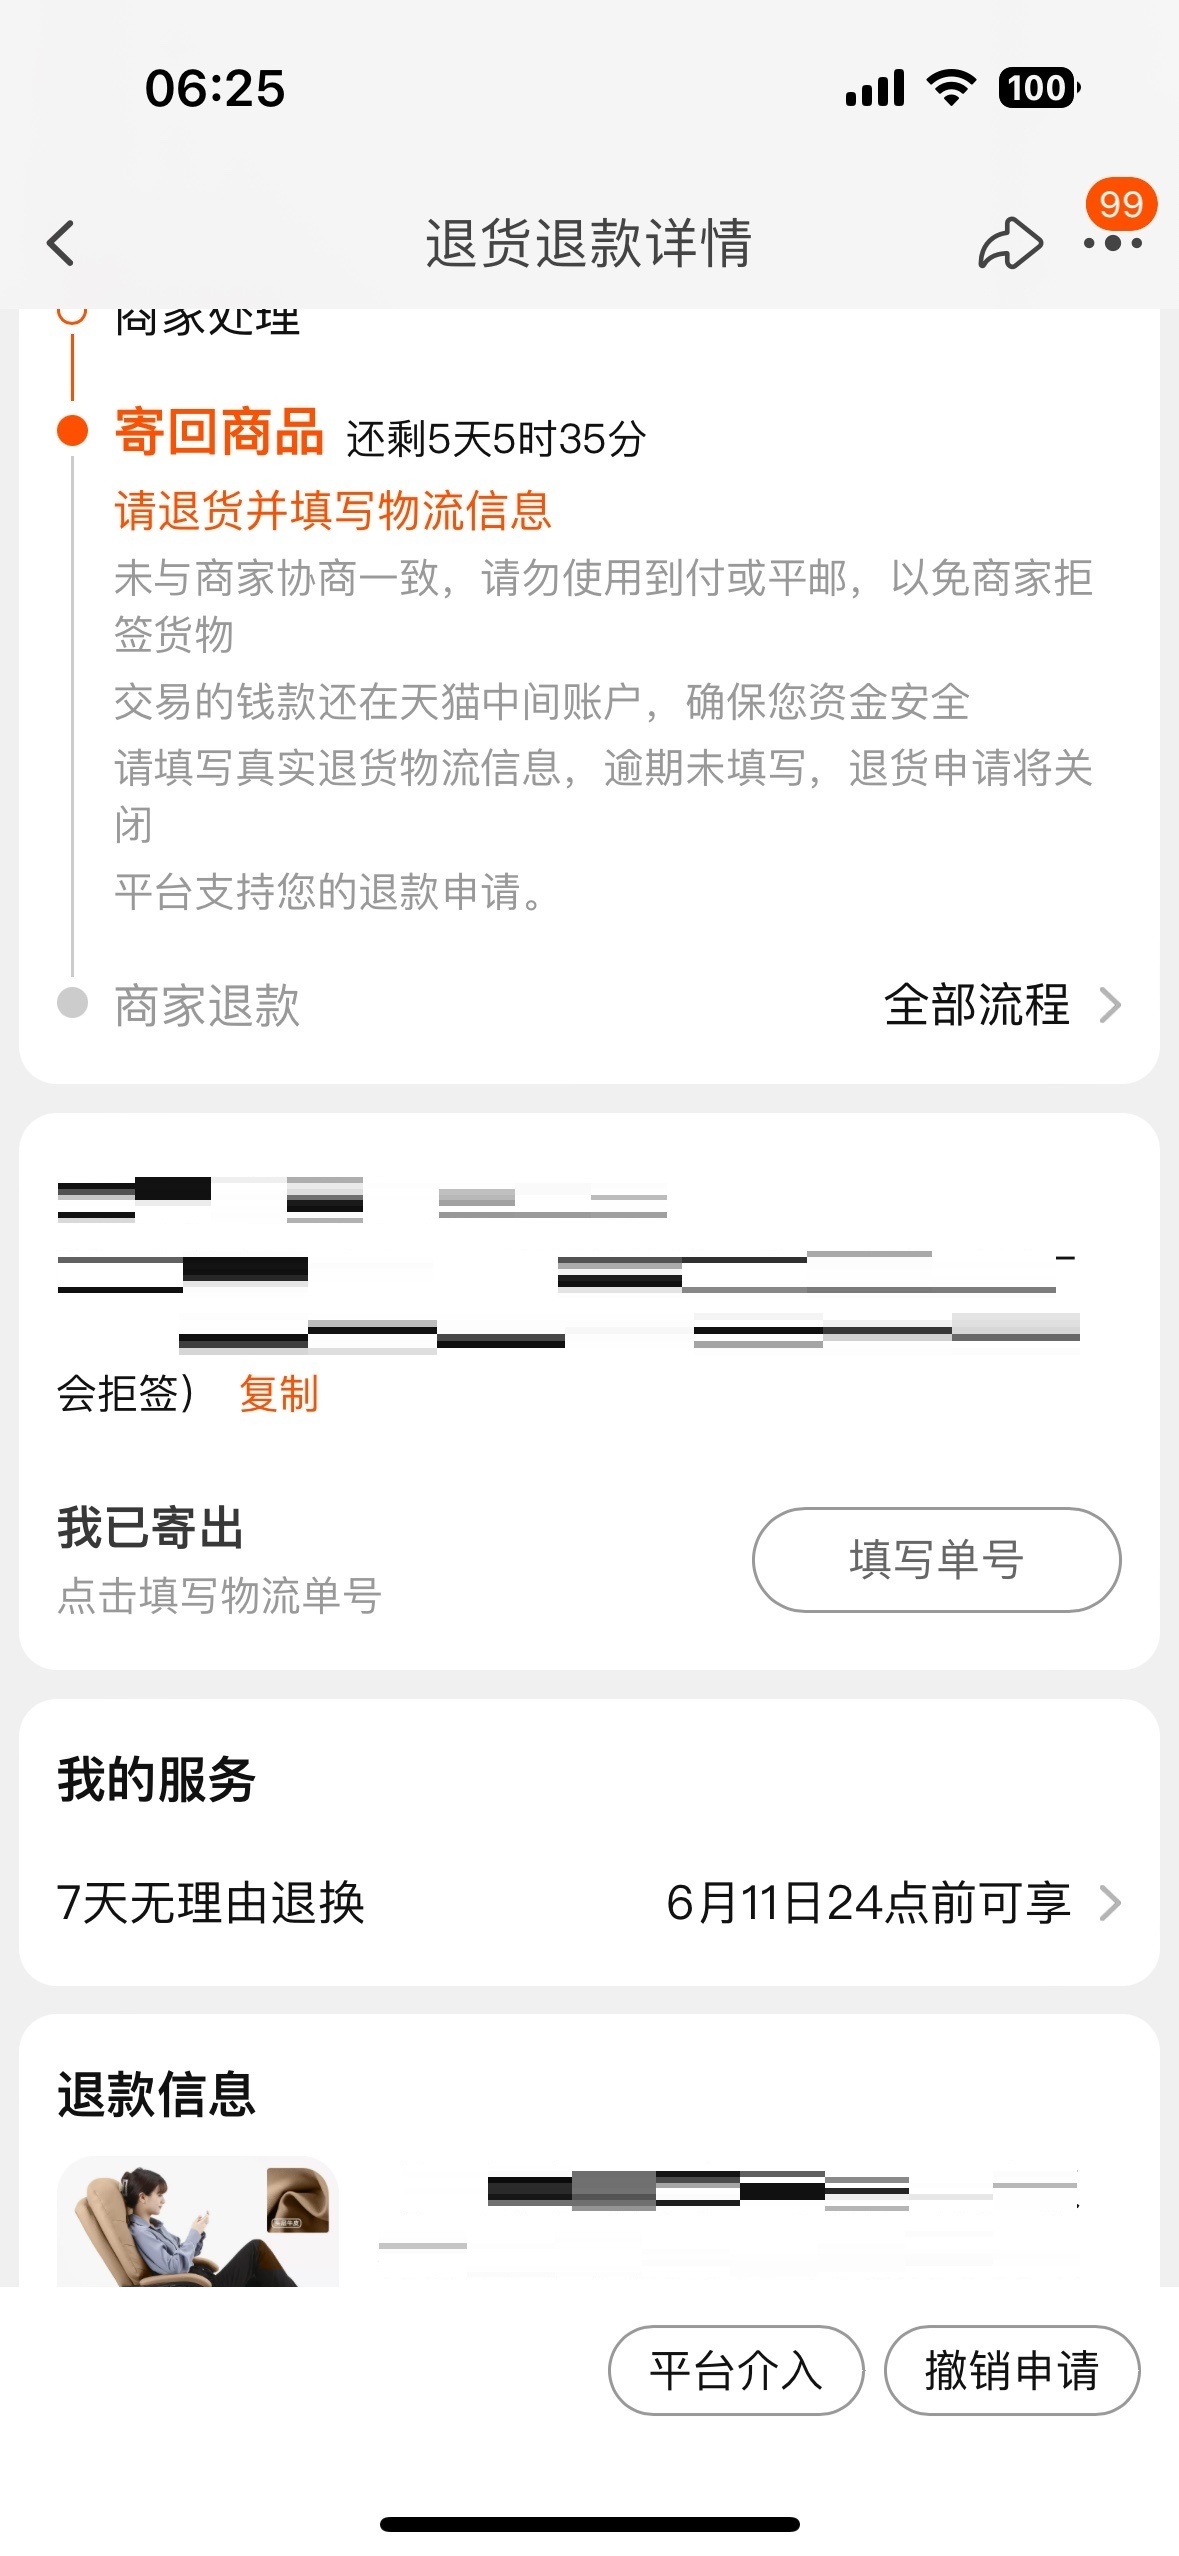 06:25
100
退货退款详情
99
商家处理
寄回商品 还剩5天5时35分
请退货并填写物流信息
未与商家协商一致，请勿使用到付或平邮，以免商家拒
签货物
交易的钱款还在天猫中间账户，确保您资金安全
请填写真实退货物流信息，逾期未填写，退货申请将关
闭
平台支持您的退款申请。
商家退款 全部流程
会拒签） 复制
我已寄出
填写单号
点击填写物流单号
我的服务
7天无理由退换 6月11日24点前可享
退款信息
平台介入 撤销申请